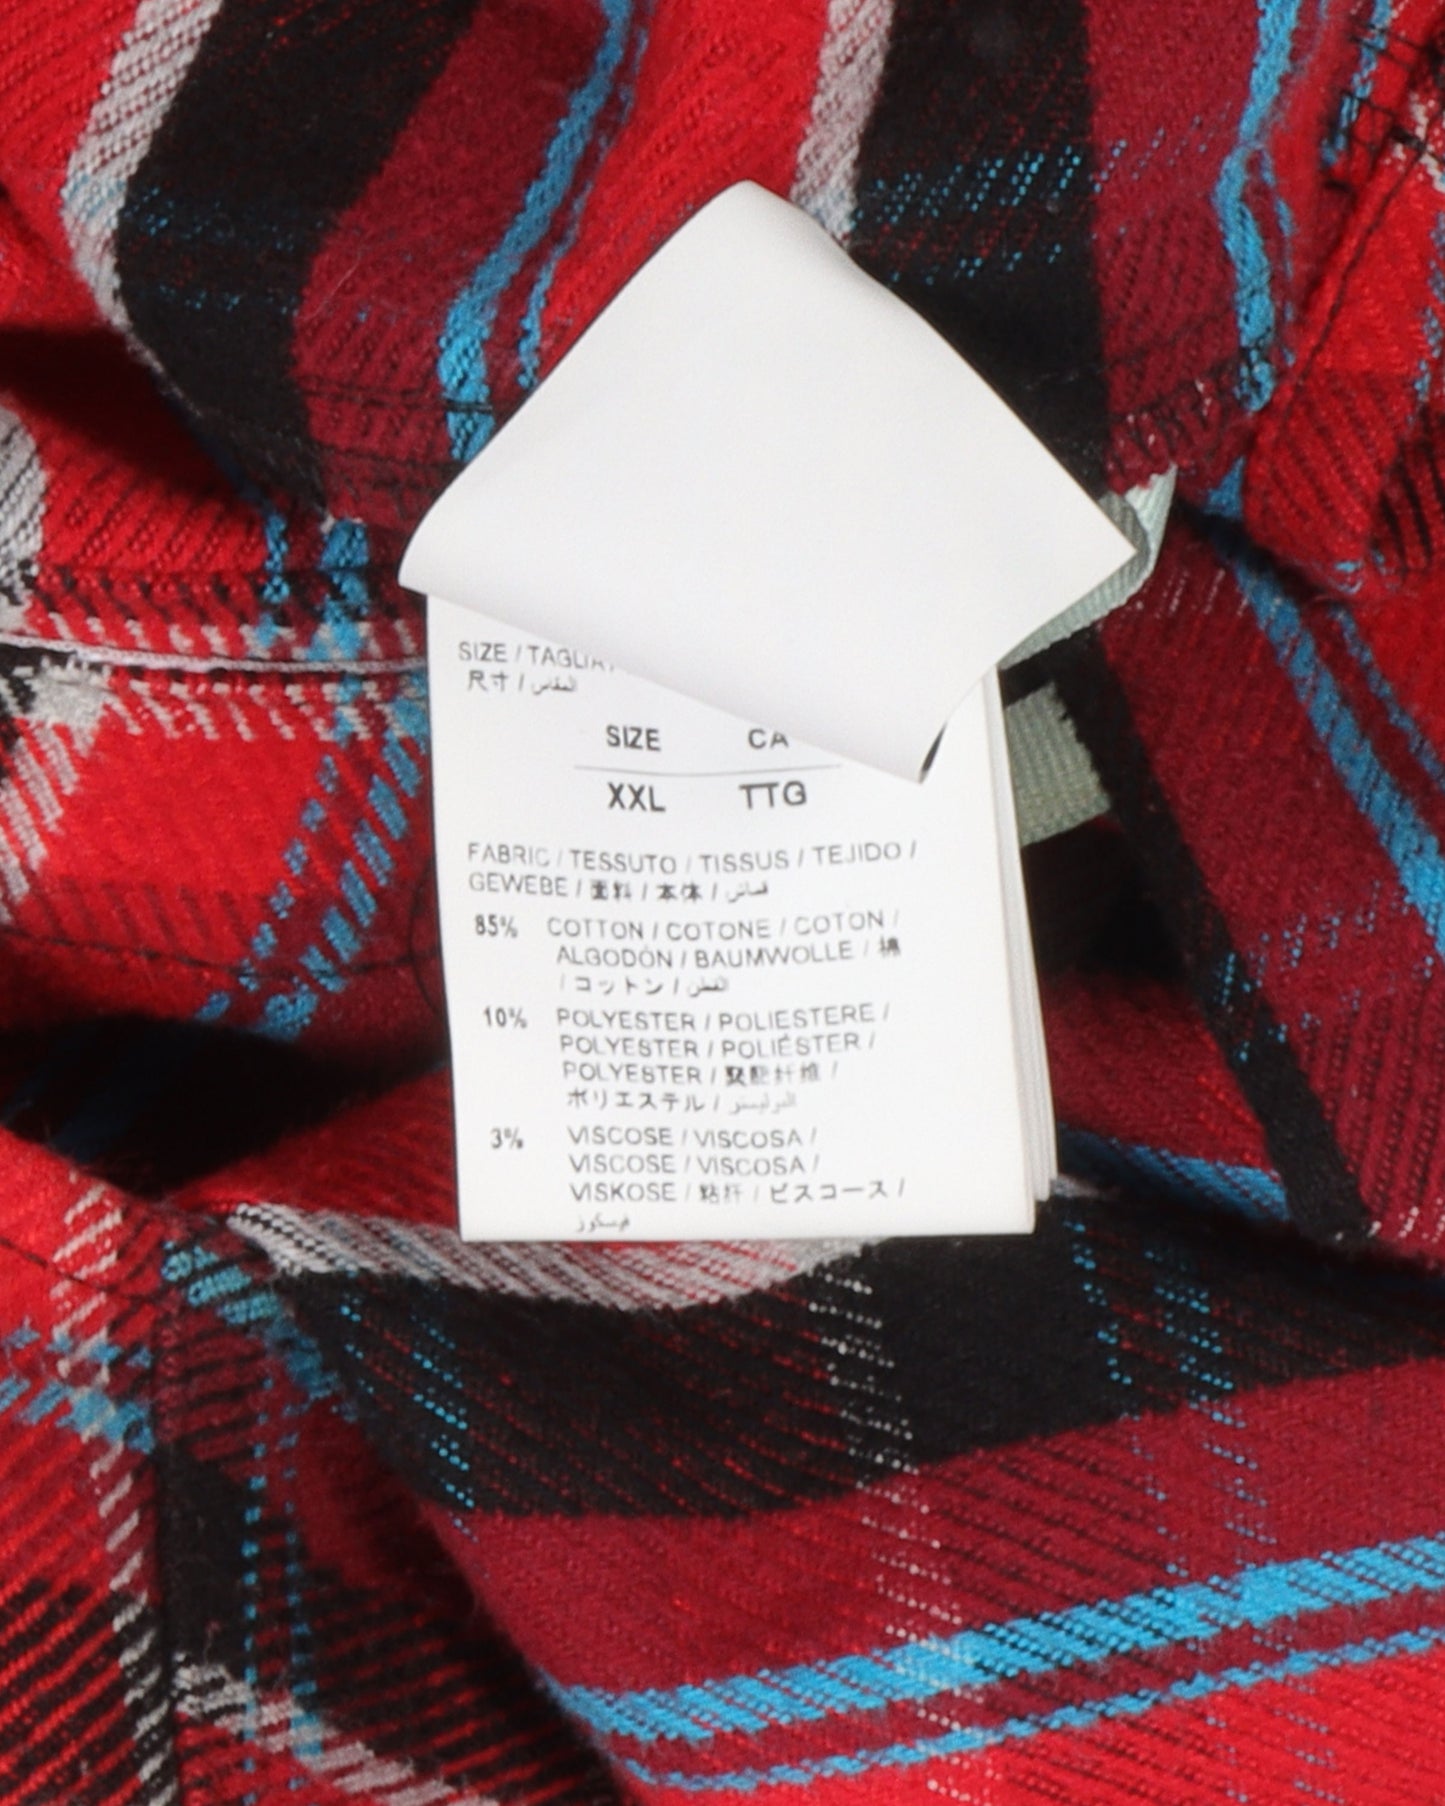 SIZE / TAGLIA /
尺寸 / المقاس
SIZE CA
XXL TTG
FABRIC / TESSUTO / TISSUS / TEJIDO /
GEWEBE / 面料 / 本体 / قماش
85% COTTON / COTONE / COTON /
ALGODÓN / BAUMWOLLE / 棉
/ コットン / القطن
10% POLYESTER / POLIESTERE /
POLYESTER / POLIÉSTER /
POLYESTER / 聚酯纤维 /
ポリエステル / البوليستر
3% VISCOSE / VISCOSA /
VISCOSE / VISCOSA /
VISKOSE / 粘纤 / ビスコース /
فيسكوز